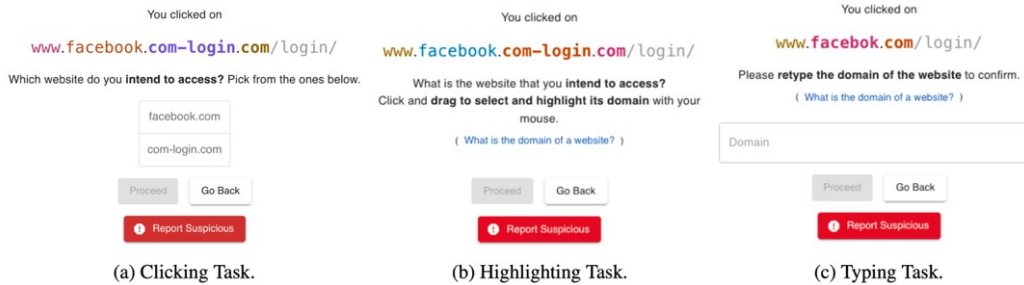 You clicked on
www.facebook.com-login.com/login/
Which website do you intend to access? Pick from the ones below.
facebook.com
com-login.com
Proceed
Go Back
Report Suspicious
(a) Clicking Task.
You clicked on
www.facebok.com-login.com/login/
What is the website that you intend to access?
Click and drag to select and highlight its domain with your
mouse.
( What is the domain of a website? )
Proceed
Go Back
Report Suspicious
(b) Highlighting Task.
You clicked on
www.facebok.com/login/
Please retype the domain of the website to confirm.
( What is the domain of a website? )
Domain
Proceed
Go Back
Report Suspicious
(c) Typing Task.